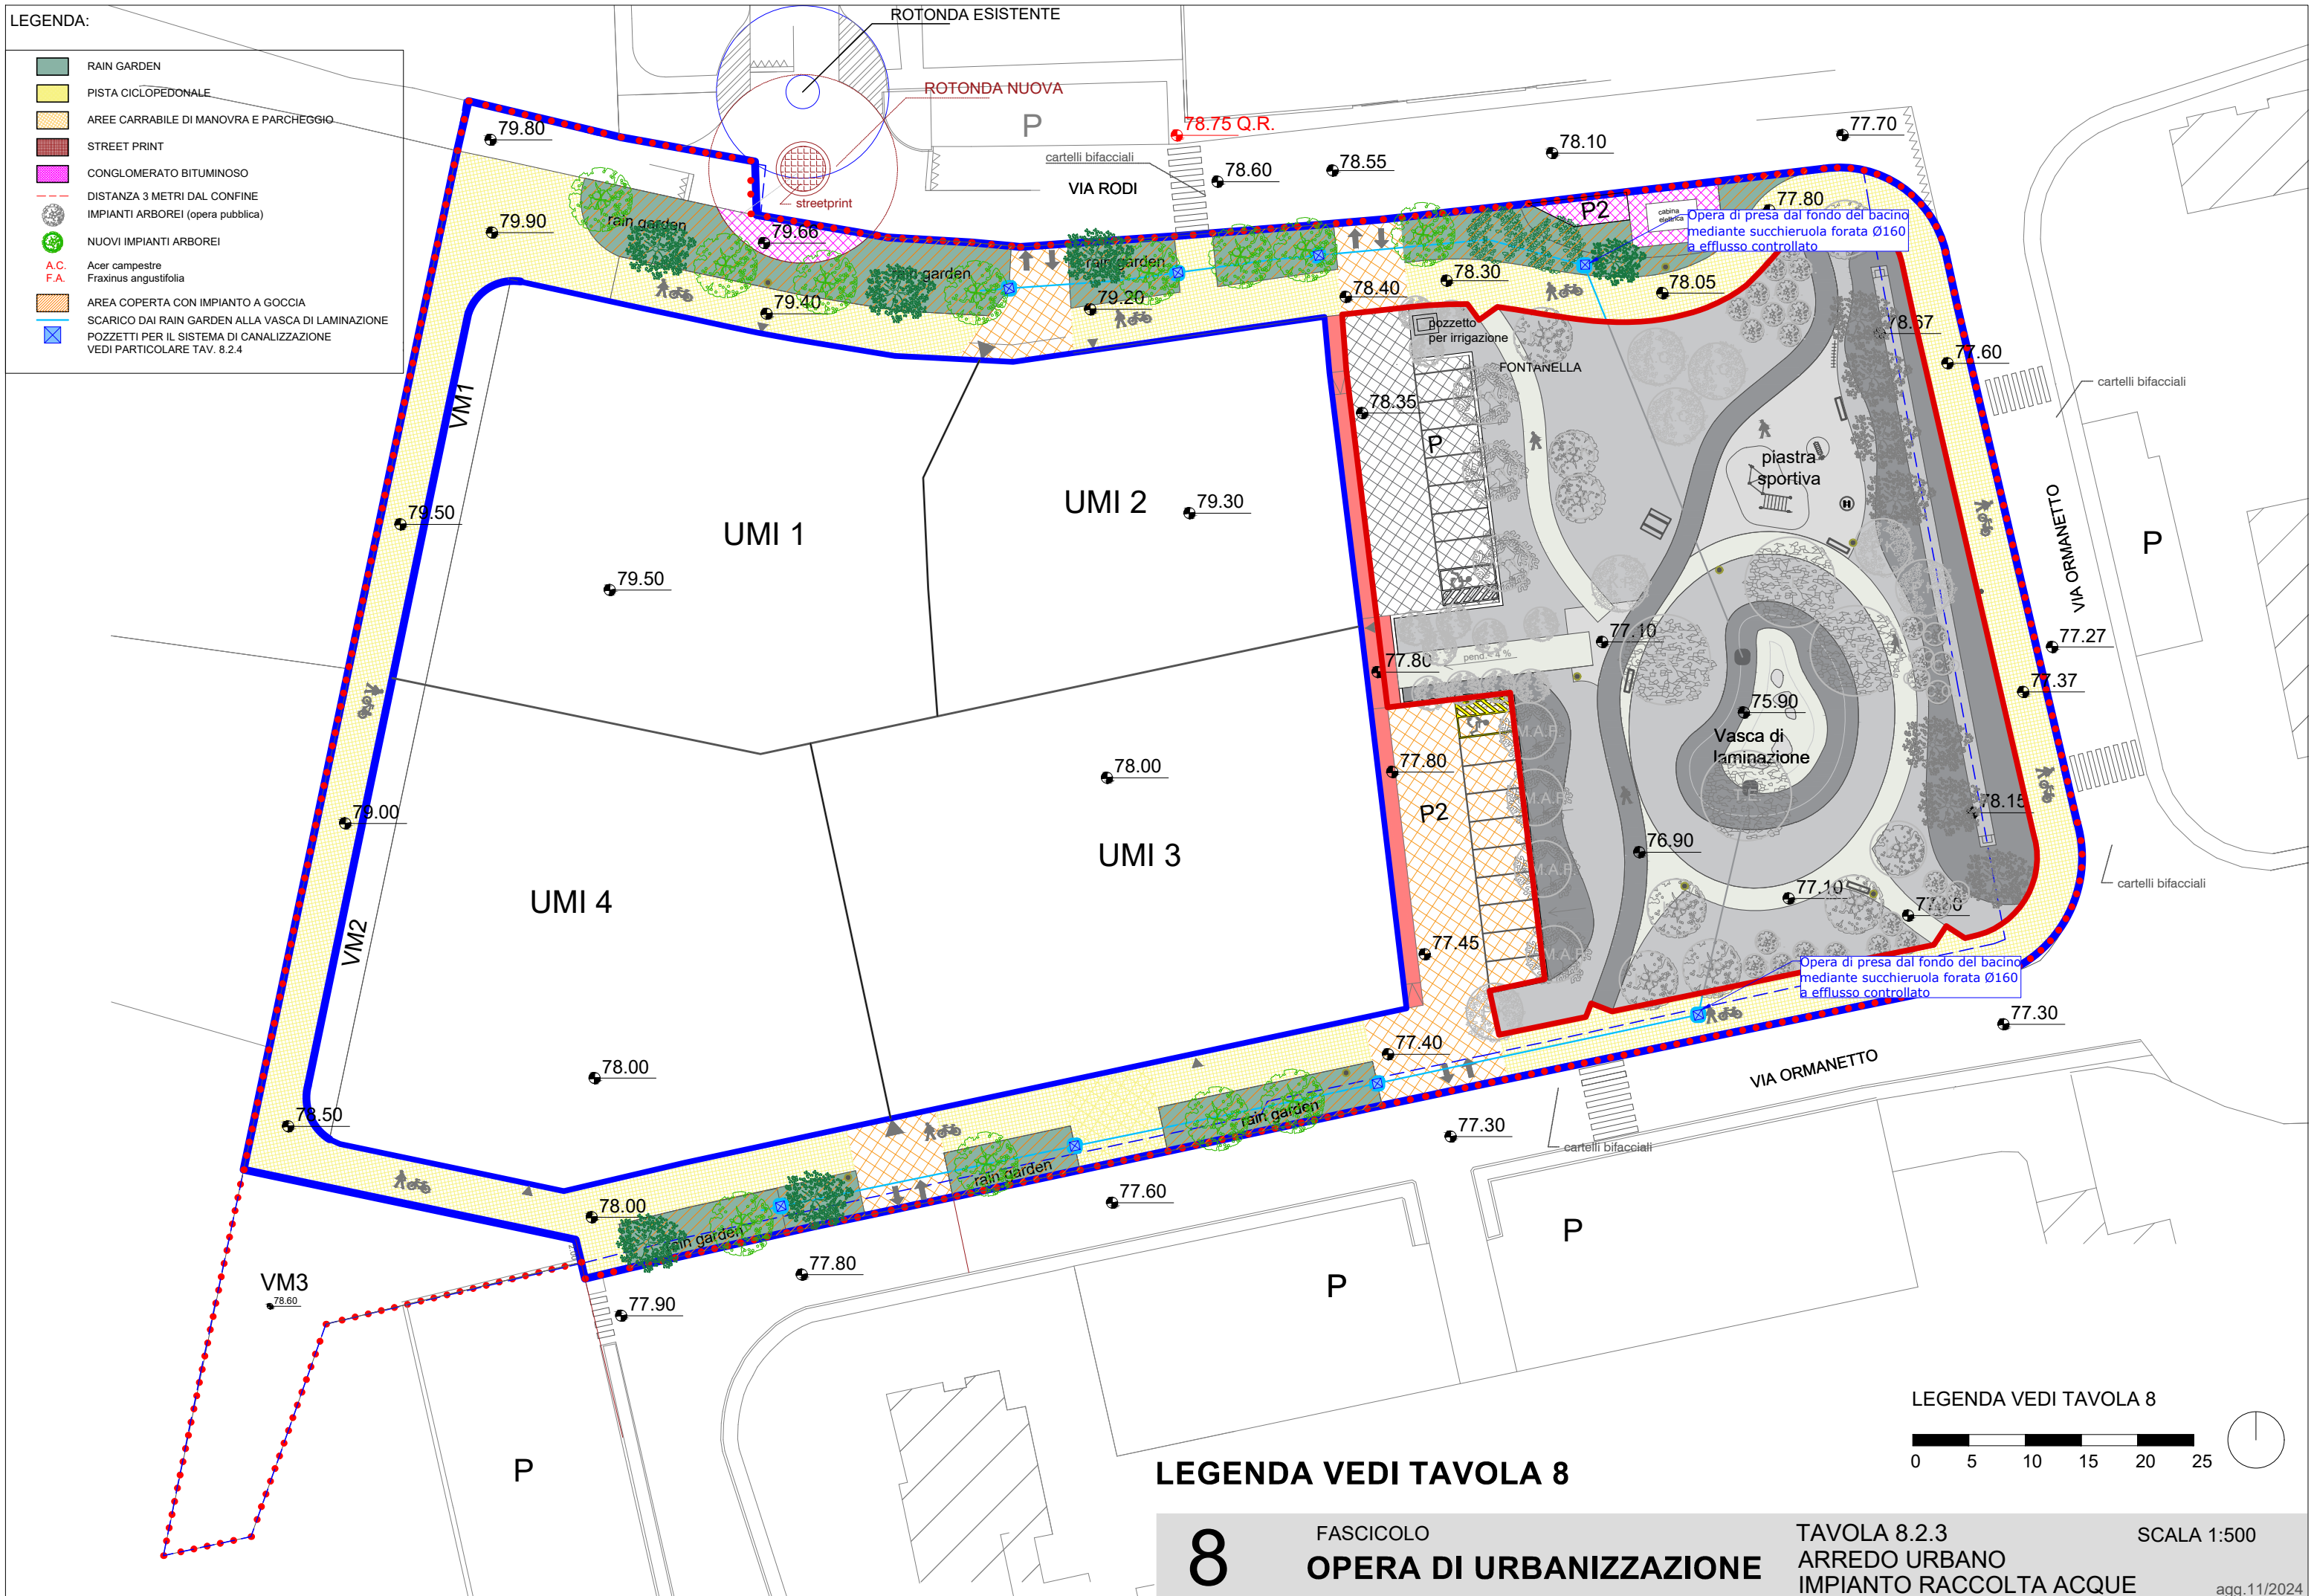 LEGENDA:
RAIN GARDEN
PISTA CICLOPEDONALE
AREE CARRABILE DI MANOVRA E PARCHEGGIO
STREET PRINT
CONGLOMERATO BITUMINOSO
DISTANZA 3 METRI DAL CONFINE
IMPIANTI ARBOREI (opera pubblica)
NUOVI IMPIANTI ARBOREI
A.C. Acer campestre
F.A. Fraxinus angustifolia
AREA COPERTA CON IMPIANTO A GOCCIA
SCARICO DAI RAIN GARDEN ALLA VASCA DI LAMINAZIONE
POZZETTI PER IL SISTEMA DI CANALIZZAZIONE
VEDI PARTICOLARE TAV. 8.2.4
ROTONDA ESISTENTE
ROTONDA NUOVA
P
78.75 Q.R.
cartelli bifacciali
VIA RODI
streetprint
79.80
79.90
79.66
79.40
79.20
78.60
78.55
78.10
77.70
77.80
78.40
78.30
78.05
rain garden
rain garden
rain garden
P2
cabina
elettrica
Opera di presa dal fondo del bacino
mediante succhieruola forata Ø160
a efflusso controllato
pozzetto
per irrigazione
FONTANELLA
78.67
77.60
cartelli bifacciali
78.35
P
piastra
sportiva
VIA ORMANETTO
P
VM1
79.50
UMI 1
79.50
UMI 2
79.30
77.10
77.80
pend. 4 %
77.27
77.37
75.90
Vasca di
laminazione
78.00
77.80
P2
M.A.F.
M.A.F.
M.A.F.
M.A.F.
T.E.
79.00
UMI 3
UMI 4
76.90
77.10
78.15
cartelli bifacciali
77.45
VM2
Opera di presa dal fondo del bacino
mediante succhieruola forata Ø160
a efflusso controllato
77.30
78.00
78.50
77.40
VIA ORMANETTO
77.30
cartelli bifacciali
rain garden
rain garden
rain garden
78.00
77.60
77.80
77.90
VM3
78.60
P
P
P
LEGENDA VEDI TAVOLA 8
0 5 10 15 20 25
LEGENDA VEDI TAVOLA 8
8
FASCICOLO
OPERA DI URBANIZZAZIONE
TAVOLA 8.2.3
ARREDO URBANO
IMPIANTO RACCOLTA ACQUE
SCALA 1:500
agg.11/2024